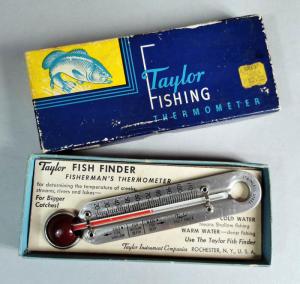 Taylor
FISHING
THERMOMETER
Taylor FISH FINDER
FISHERMAN'S THERMOMETER
for determining the temperature of creeks,
streams, rivers and lakes—
For Bigger
Catches!
COLD WATER
means Shallow fishing
WARM WATER—deep fishing
Use The Taylor Fish Finder
Taylor Instrument Companies
ROCHESTER, N. Y., U. S. A.